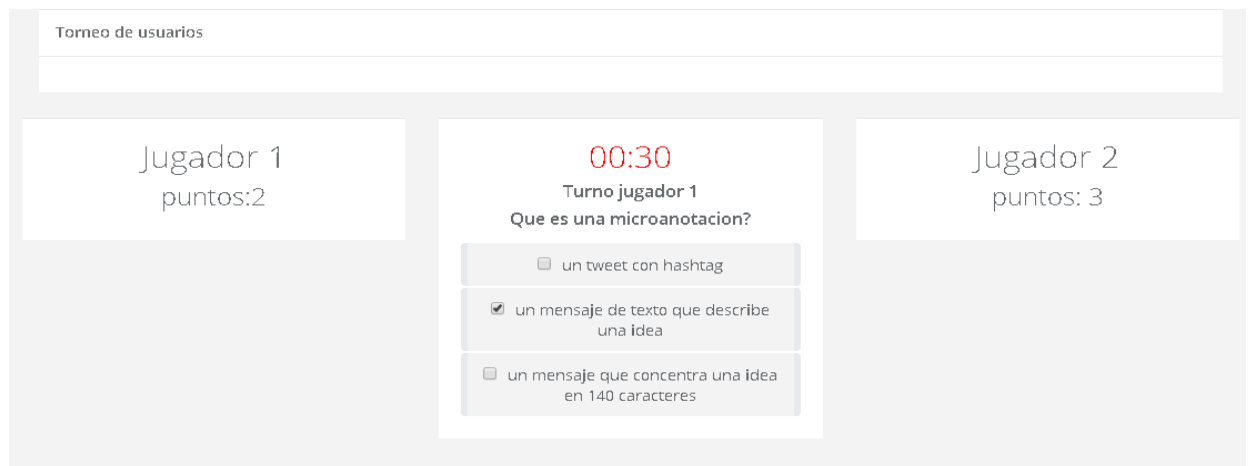 Torneo de usuarios
Jugador 1
puntos:2
00:30
Turno jugador 1
Que es una microanotacion?
un tweet con hashtag
un mensaje de texto que describe
una idea
un mensaje que concentra una idea
en 140 caracteres
Jugador 2
puntos: 3